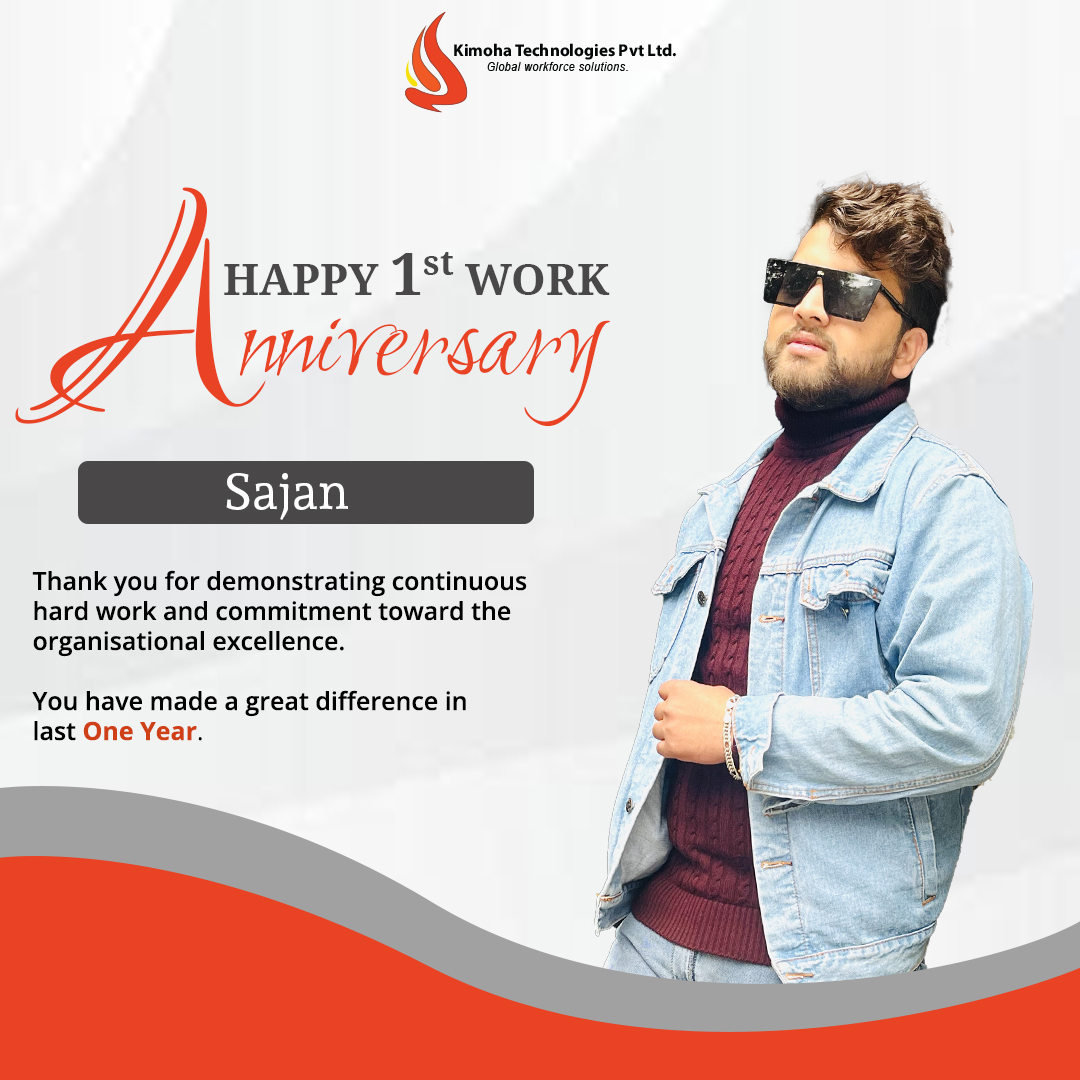 Kimoha Technologies Pvt Ltd.
Global workforce solutions.
HAPPY 1st WORK
Anniversary
Sajan
Thank you for demonstrating continuous
hard work and commitment toward the
organisational excellence.
You have made a great difference in
last One Year.